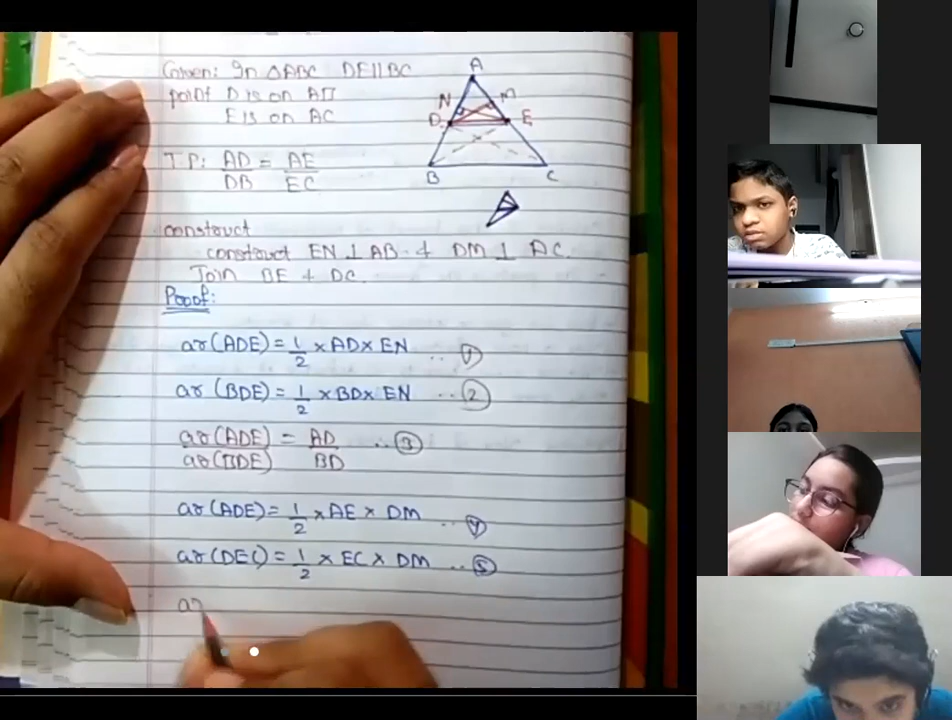 Given: In △ABC DE||BC
point D is on AB
E is on AC
T.P: AD/DB = AE/EC
A
N M
D E
B C
construct
construct EN ⊥ AB & DM ⊥ AC.
Join BE & DC.
Proof:
ar(ADE) = 1/2 × AD × EN .. ①
ar(BDE) = 1/2 × BD × EN .. ②
ar(ADE)/ar(BDE) = AD/BD .. ③
ar(ADE) = 1/2 × AE × DM .. ④
ar(DEC) = 1/2 × EC × DM .. ⑤
ar